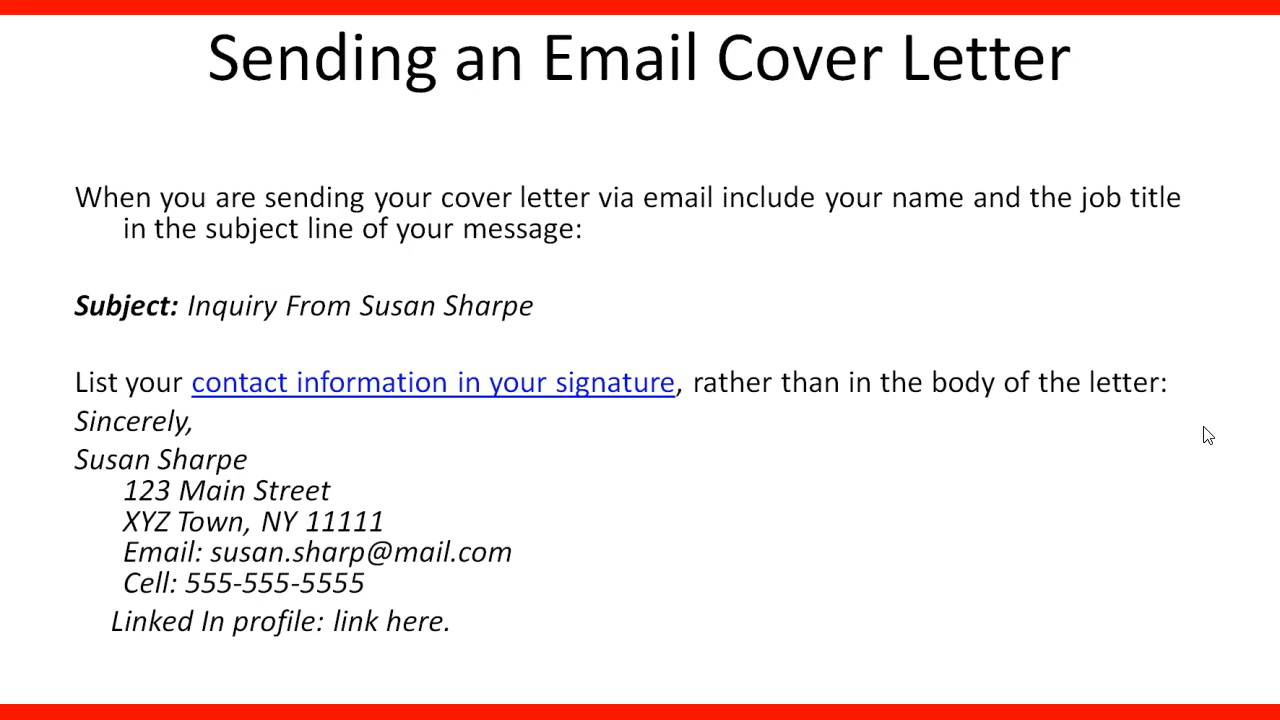 Sending an Email Cover Letter
When you are sending your cover letter via email include your name and the job title
in the subject line of your message:
Subject: Inquiry From Susan Sharpe
List your contact information in your signature, rather than in the body of the letter:
Sincerely,
Susan Sharpe
123 Main Street
XYZ Town, NY 11111
Email: susan.sharp@mail.com
Cell: 555-555-5555
Linked In profile: link here.